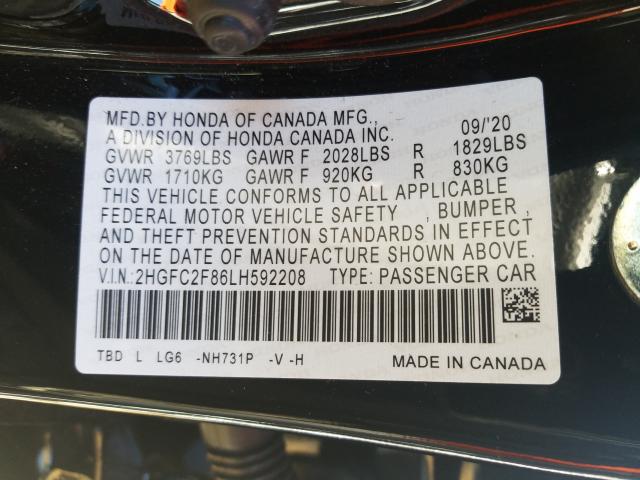 MFD.BY HONDA OF CANADA MFG.,
A DIVISION OF HONDA CANADA INC. 09/'20
GVWR 3769LBS GAWR F 2028LBS R 1829LBS
GVWR 1710KG GAWR F 920KG R 830KG
THIS VEHICLE CONFORMS TO ALL APPLICABLE
FEDERAL MOTOR VEHICLE SAFETY , BUMPER ,
AND THEFT PREVENTION STANDARDS IN EFFECT
ON THE DATE OF MANUFACTURE SHOWN ABOVE.
V.I.N.:2HGFC2F86LH592208 TYPE: PASSENGER CAR
TBD L LG6 -NH731P -V -H MADE IN CANADA